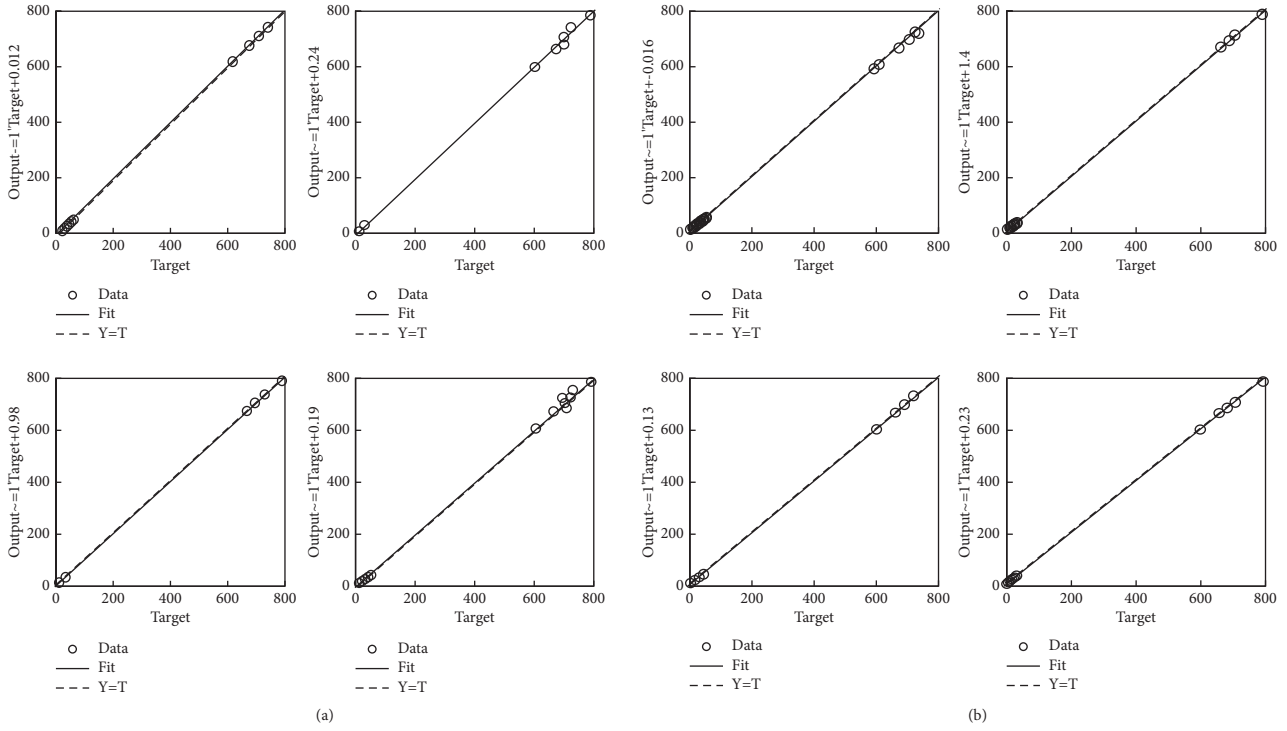 Output-=1'Target+0.012
800
600
400
200
0
0 200 400 600 800
Target
Data
Fit
Y=T
Output~=1'Target+0.24
800
600
400
200
0
0 200 400 600 800
Target
Data
Fit
Y=T
Output~=1'Target+-0.016
800
600
400
200
0
0 200 400 600 800
Target
Data
Fit
Y=T
Output~=1'Target+1.4
800
600
400
200
0
0 200 400 600 800
Target
Data
Fit
Y=T
Output~=1'Target+0.98
800
600
400
200
0
0 200 400 600 800
Target
Data
Fit
Y=T
Output~=1'Target+0.19
800
600
400
200
0
0 200 400 600 800
Target
Data
Fit
Y=T
Output~=1'Target+0.13
800
600
400
200
0
0 200 400 600 800
Target
Data
Fit
Y=T
Output~=1'Target+0.23
800
600
400
200
0
0 200 400 600 800
Target
Data
Fit
Y=T
(a)
(b)